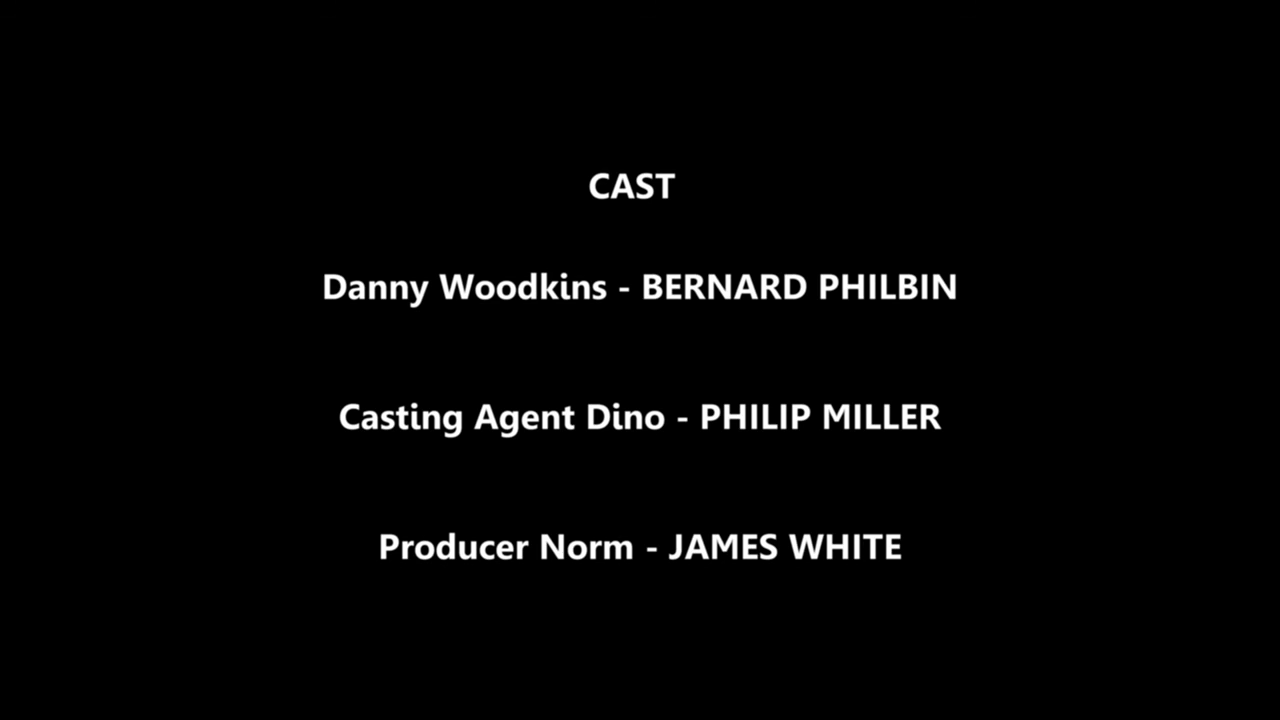 CAST
Danny Woodkins - BERNARD PHILBIN
Casting Agent Dino - PHILIP MILLER
Producer Norm - JAMES WHITE